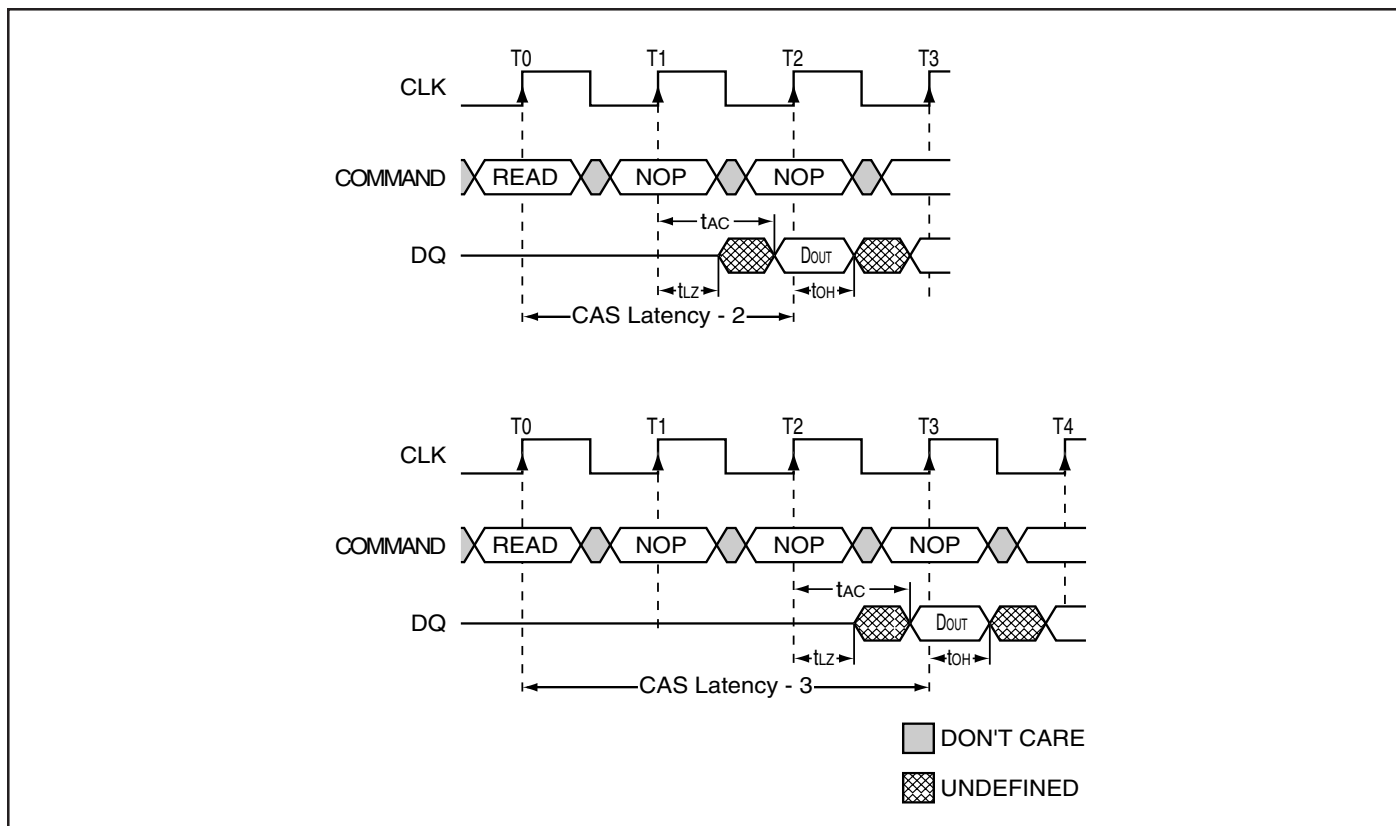 T0 T1 T2 T3
CLK
COMMAND READ NOP NOP
tAC
DQ DOUT
tLZ tOH
CAS Latency - 2
T0 T1 T2 T3 T4
CLK
COMMAND READ NOP NOP NOP
tAC
DQ DOUT
tLZ tOH
CAS Latency - 3
DON'T CARE
UNDEFINED